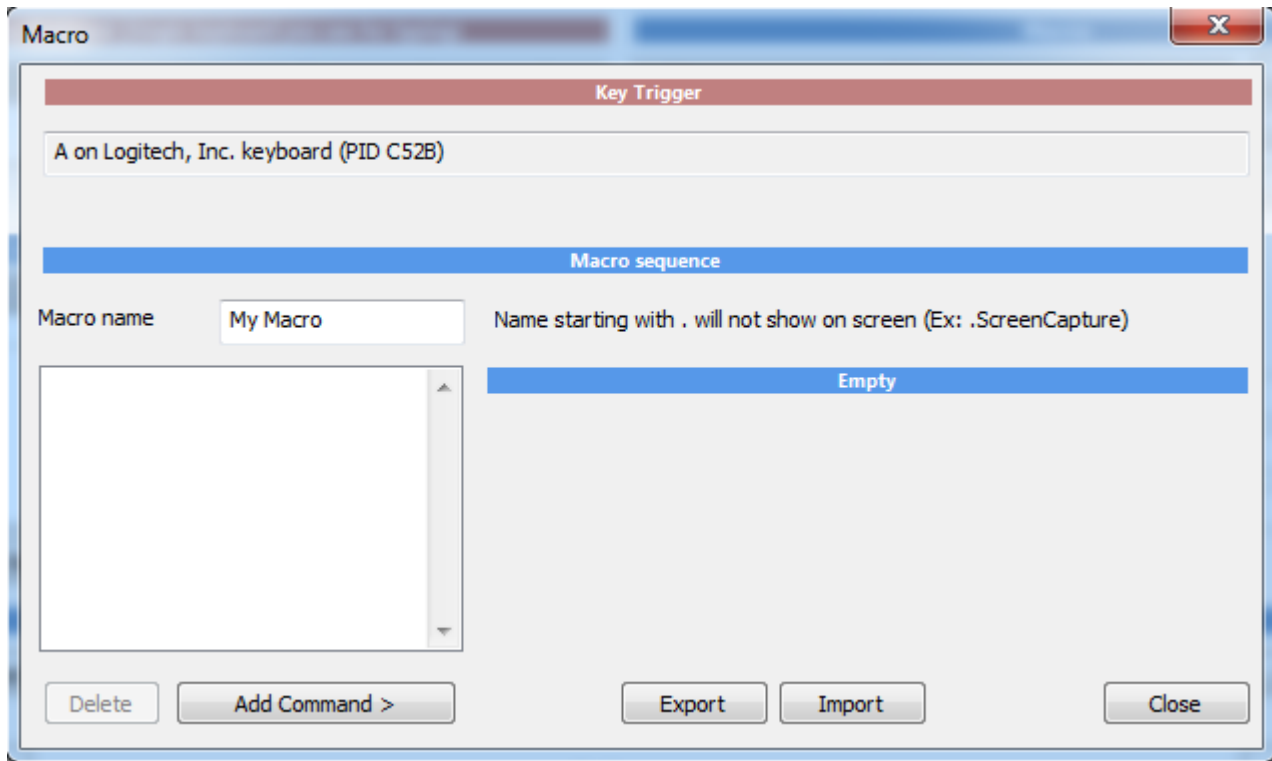 Macro
Key Trigger
A on Logitech, Inc. keyboard (PID C52B)
Macro sequence
Macro name
My Macro
Name starting with . will not show on screen (Ex: .ScreenCapture)
Empty
Delete
Add Command >
Export
Import
Close